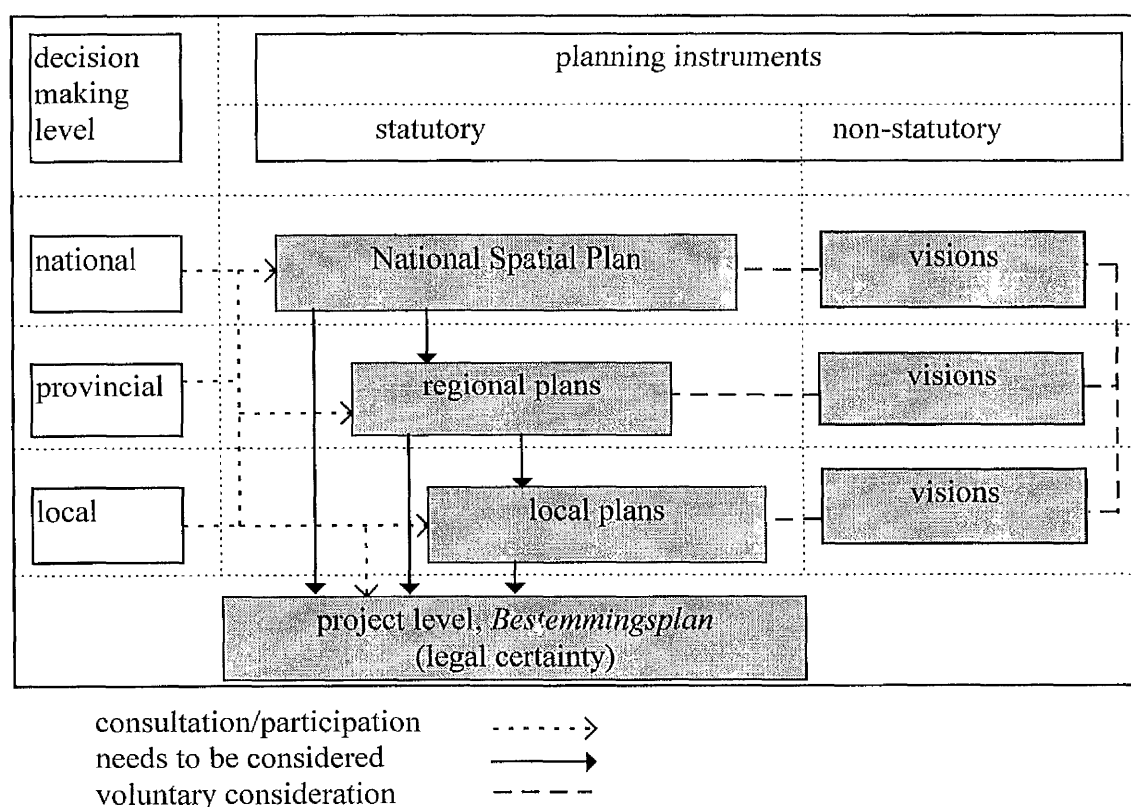 decision
making
level
planning instruments
statutory
non-statutory
national
National Spatial Plan
visions
provincial
regional plans
visions
local
local plans
visions
project level, Bestemmingsplan
(legal certainty)
consultation/participation
needs to be considered
voluntary consideration